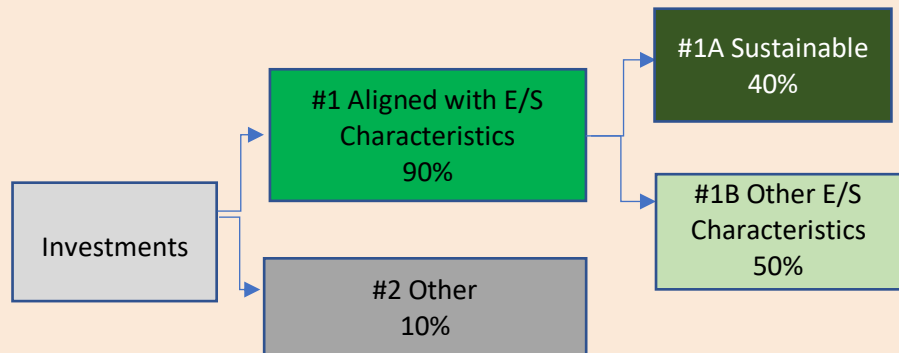 #1A Sustainable
40%
#1 Aligned with E/S
Characteristics
90%
#1B Other E/S
Characteristics
50%
Investments
#2 Other
10%